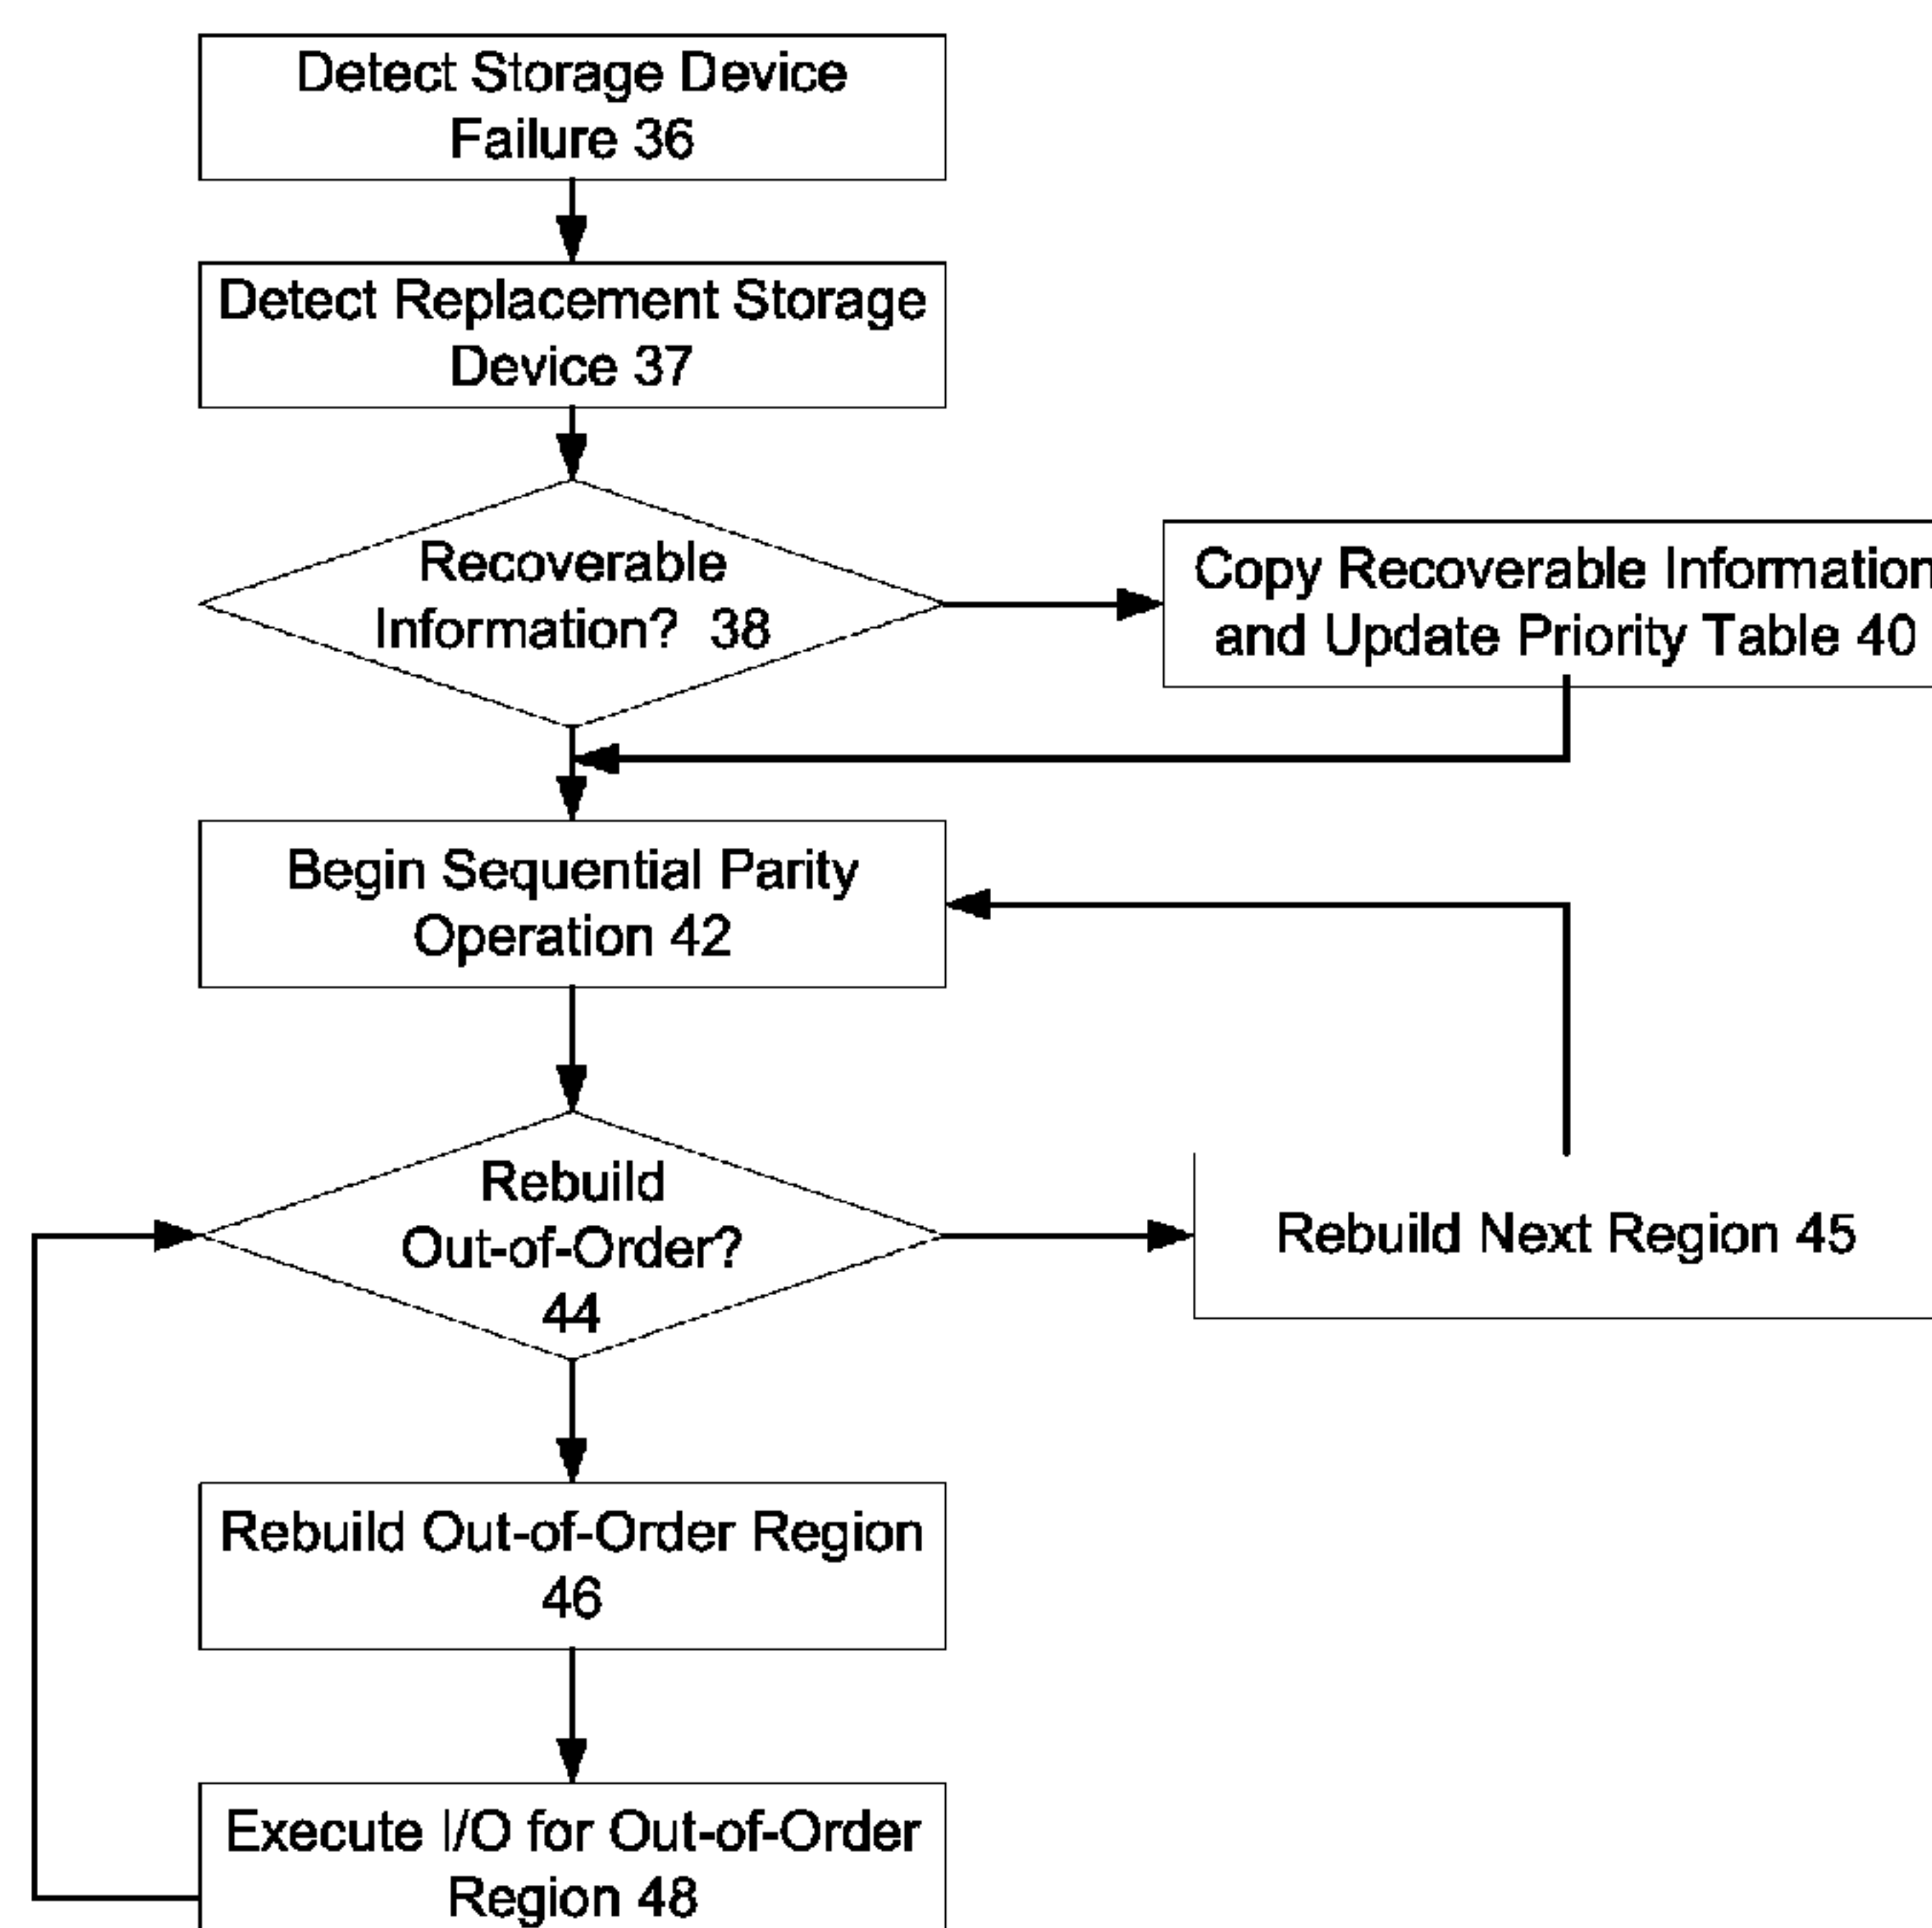 Detect Storage Device
Failure 36
Detect Replacement Storage
Device 37
Recoverable
Information? 38
Copy Recoverable Information
and Update Priority Table 40
Begin Sequential Parity
Operation 42
Rebuild
Out-of-Order?
44
Rebuild Next Region 45
Rebuild Out-of-Order Region
46
Execute I/O for Out-of-Order
Region 48